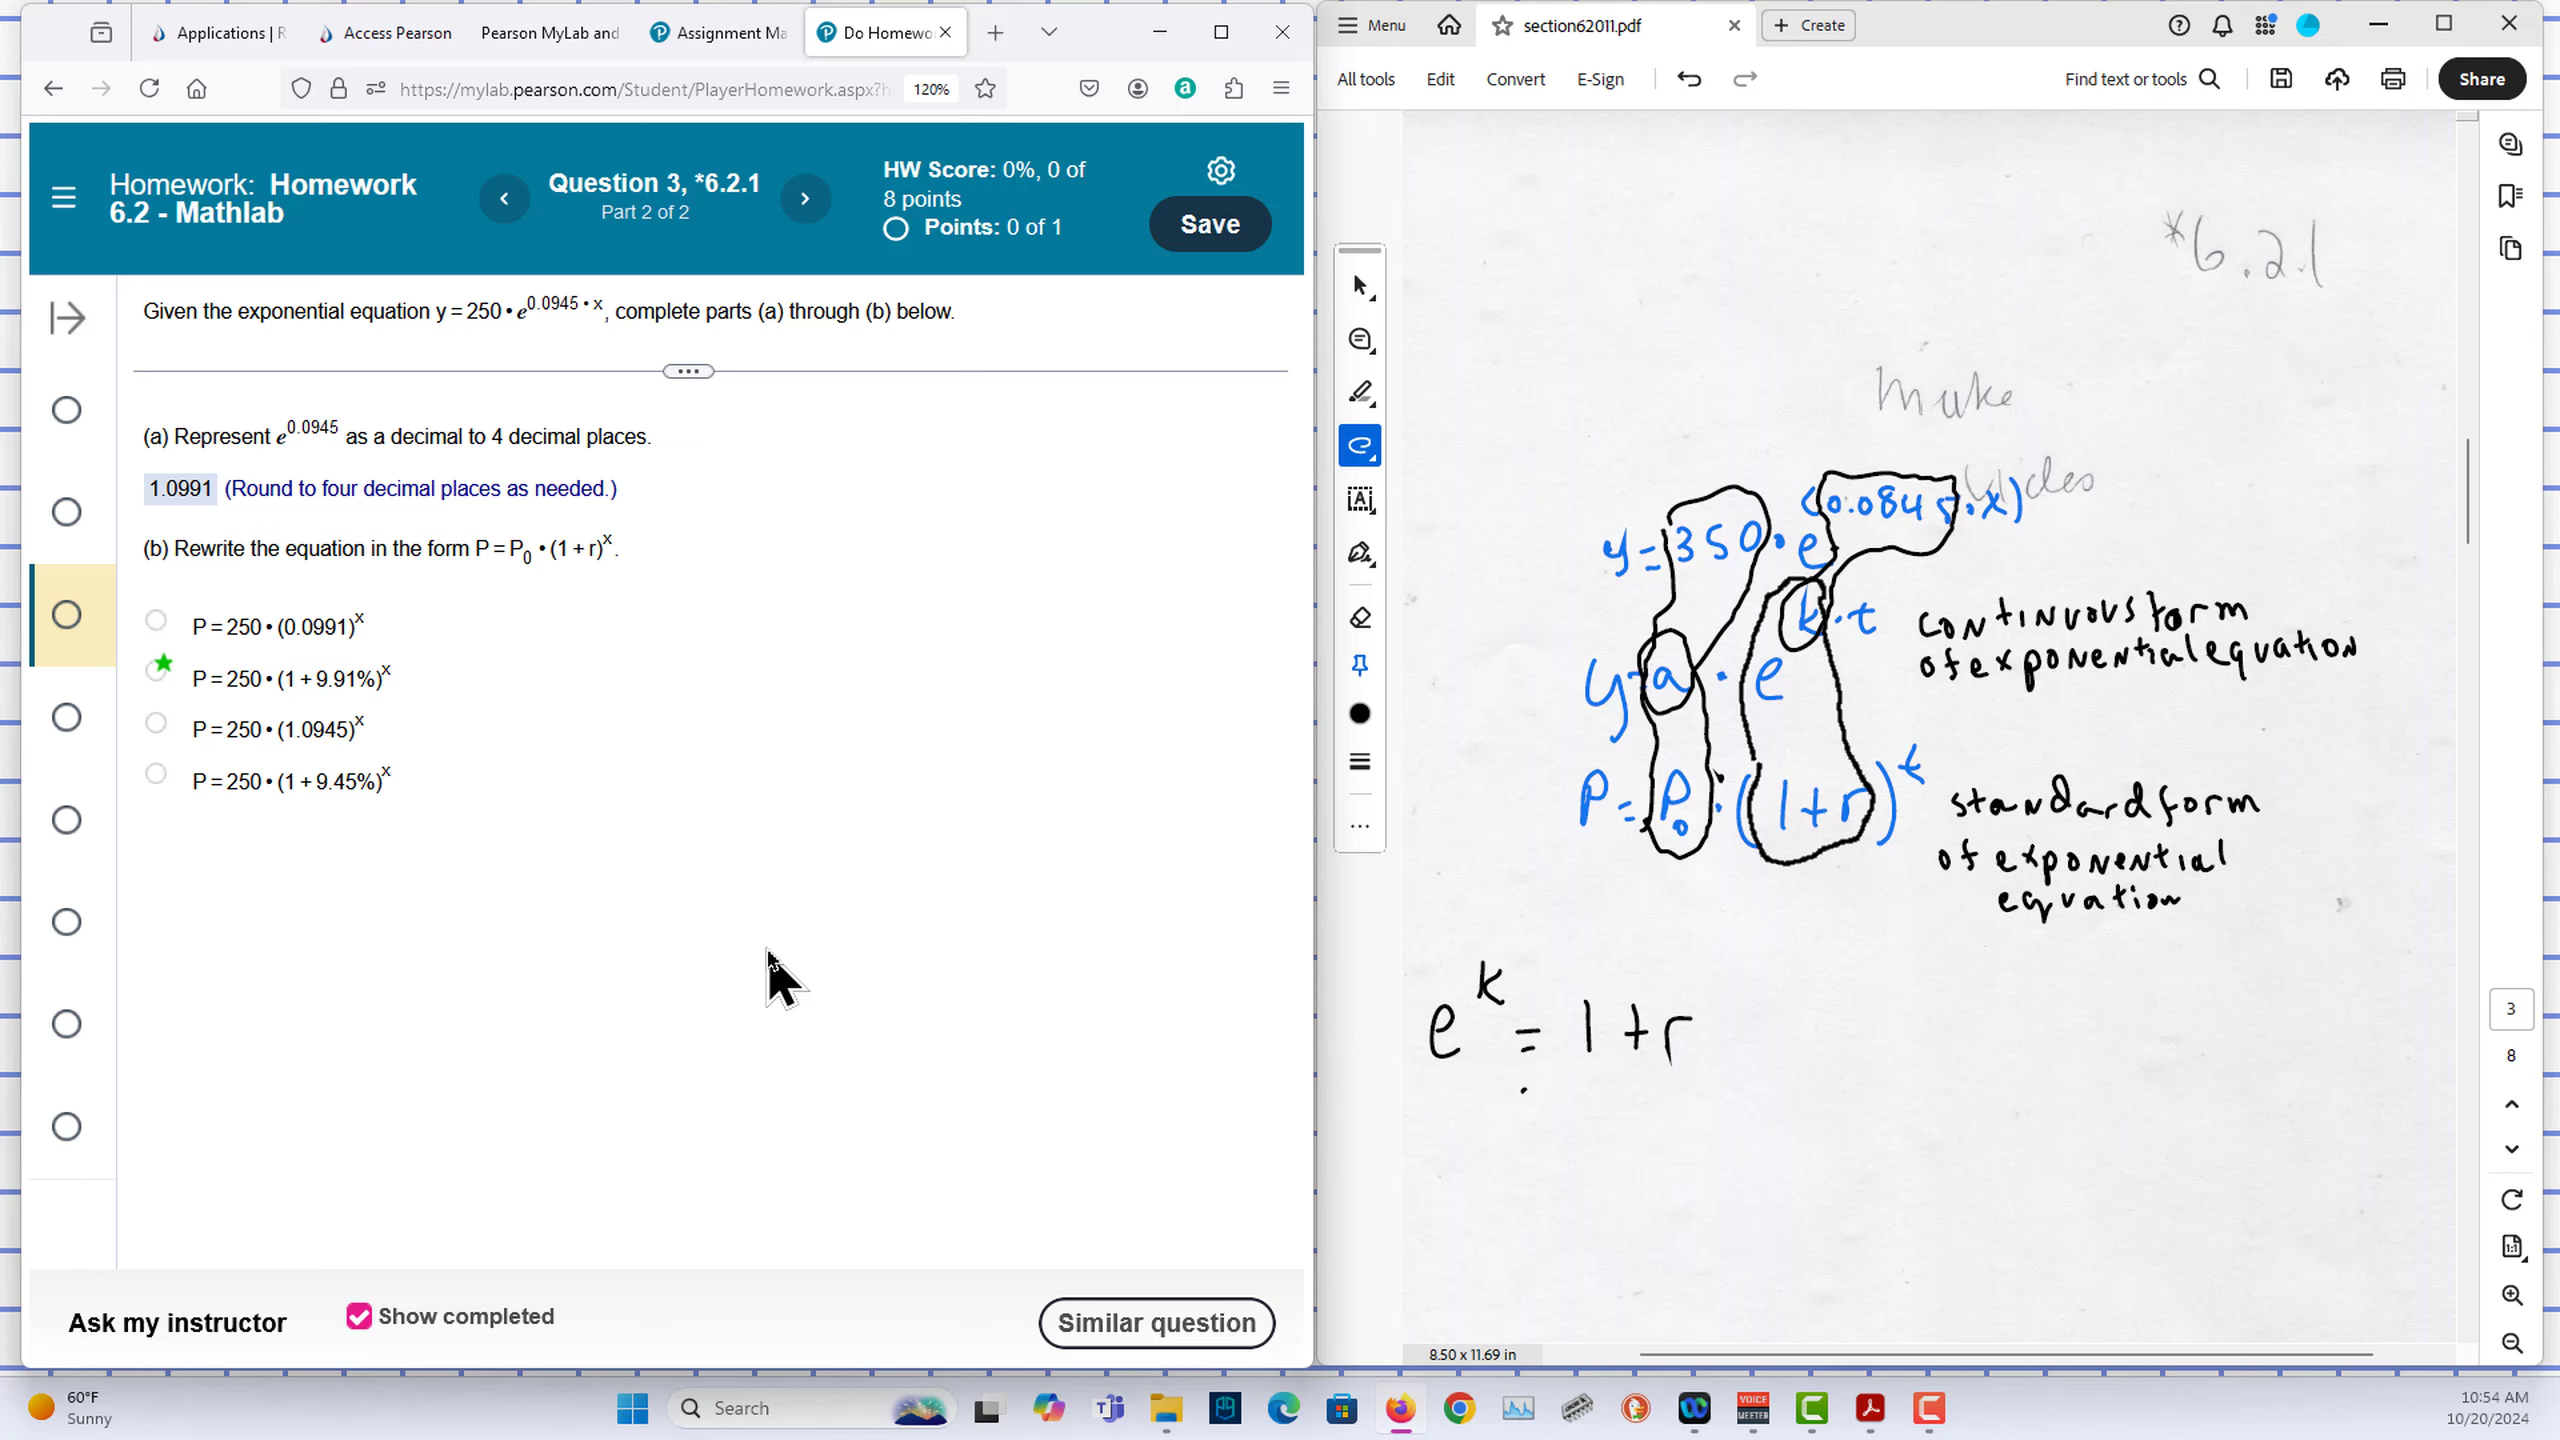 Applications | R
Access Pearson
Pearson MyLab and
Assignment Ma
Do Homewo
https://mylab.pearson.com/Student/PlayerHomework.aspx?h
120%
Homework: Homework
6.2 - Mathlab
Question 3, *6.2.1
Part 2 of 2
HW Score: 0%, 0 of
8 points
Points: 0 of 1
Save
Given the exponential equation y = 250 • e^0.0945 • x, complete parts (a) through (b) below.
(a) Represent e^0.0945 as a decimal to 4 decimal places.
1.0991 (Round to four decimal places as needed.)
(b) Rewrite the equation in the form P = P₀ • (1 + r)^x.
P = 250 • (0.0991)^x
P = 250 • (1 + 9.91%)^x
P = 250 • (1.0945)^x
P = 250 • (1 + 9.45%)^x
Ask my instructor
Show completed
Similar question
Menu
section62011.pdf
Create
All tools
Edit
Convert
E-Sign
Find text or tools
Share
*6.2.1
Make
y = 350 • e^(0.0845 • x)
y = a • e^k • t
continuous form
of exponential equation
P = P₀ • (1 + r)^t
standard form
of exponential
equation
e^k = 1 + r
3
8
8.50 x 11.69 in
60°F
Sunny
Search
VOICE
MEETER
10:54 AM
10/20/2024